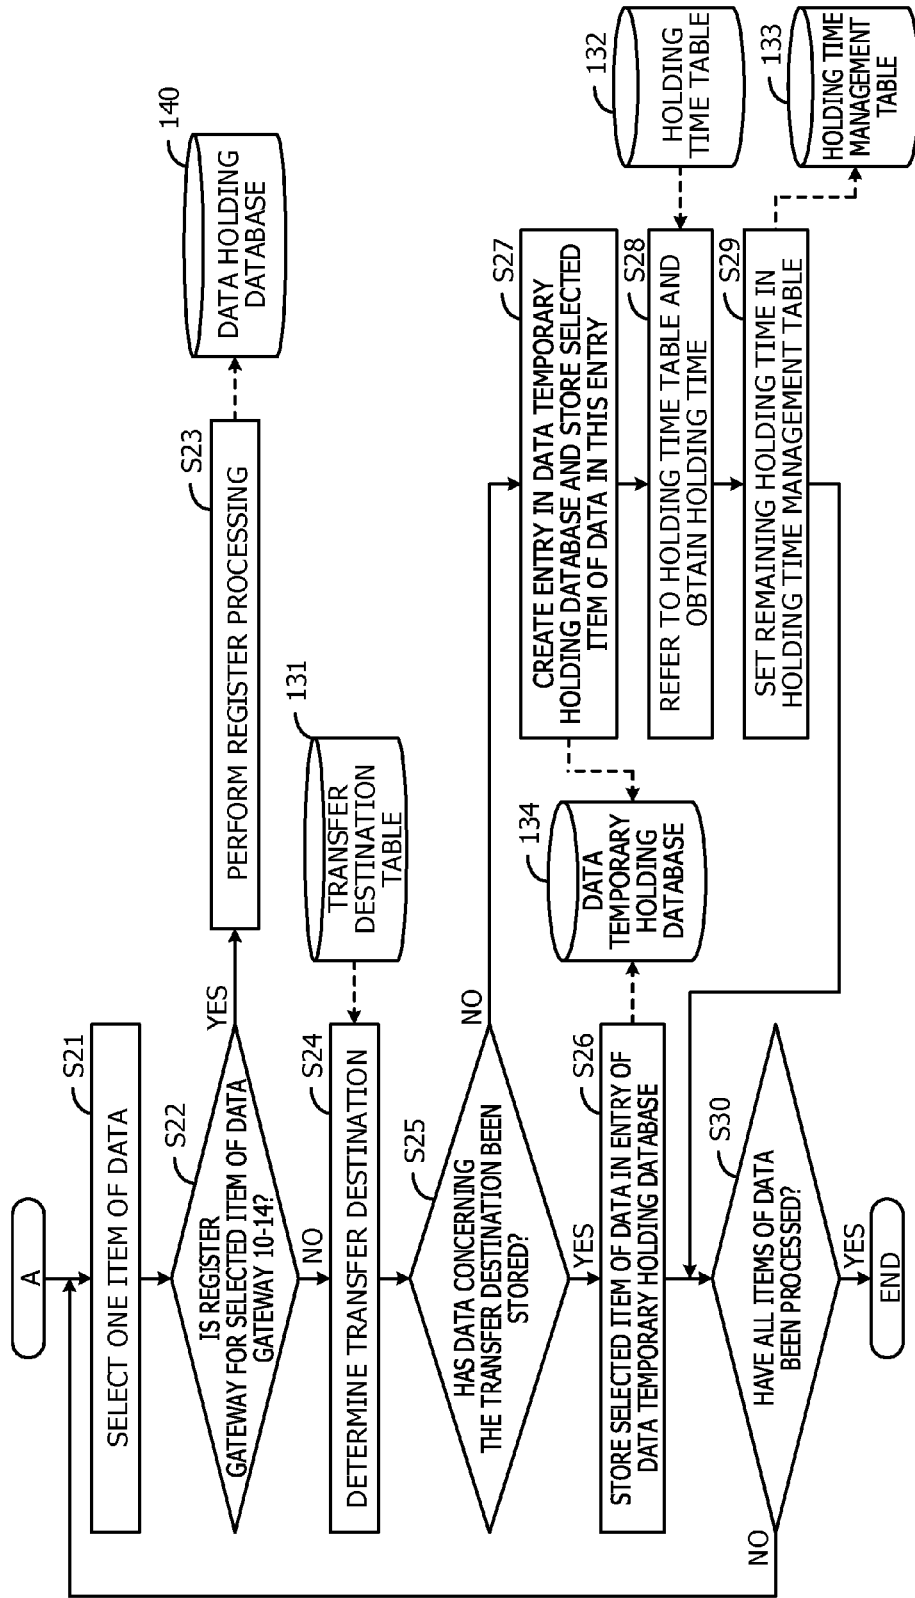 A
S21
SELECT ONE ITEM OF DATA
S22
IS REGISTER
GATEWAY FOR SELECTED ITEM OF DATA
GATEWAY 10-14?
YES
NO
S23
PERFORM REGISTER PROCESSING
140
DATA HOLDING
DATABASE
S24
DETERMINE TRANSFER DESTINATION
131
TRANSFER
DESTINATION
TABLE
S25
HAS DATA CONCERNING
THE TRANSFER DESTINATION BEEN
STORED?
NO
YES
S26
STORE SELECTED ITEM OF DATA IN ENTRY OF
DATA TEMPORARY HOLDING DATABASE
134
DATA
TEMPORARY
HOLDING
DATABASE
S27
CREATE ENTRY IN DATA TEMPORARY
HOLDING DATABASE AND STORE SELECTED
ITEM OF DATA IN THIS ENTRY
S28
REFER TO HOLDING TIME TABLE AND
OBTAIN HOLDING TIME
132
HOLDING
TIME TABLE
S29
SET REMAINING HOLDING TIME IN
HOLDING TIME MANAGEMENT TABLE
133
HOLDING TIME
MANAGEMENT
TABLE
S30
HAVE ALL ITEMS OF DATA
BEEN PROCESSED?
NO
YES
END